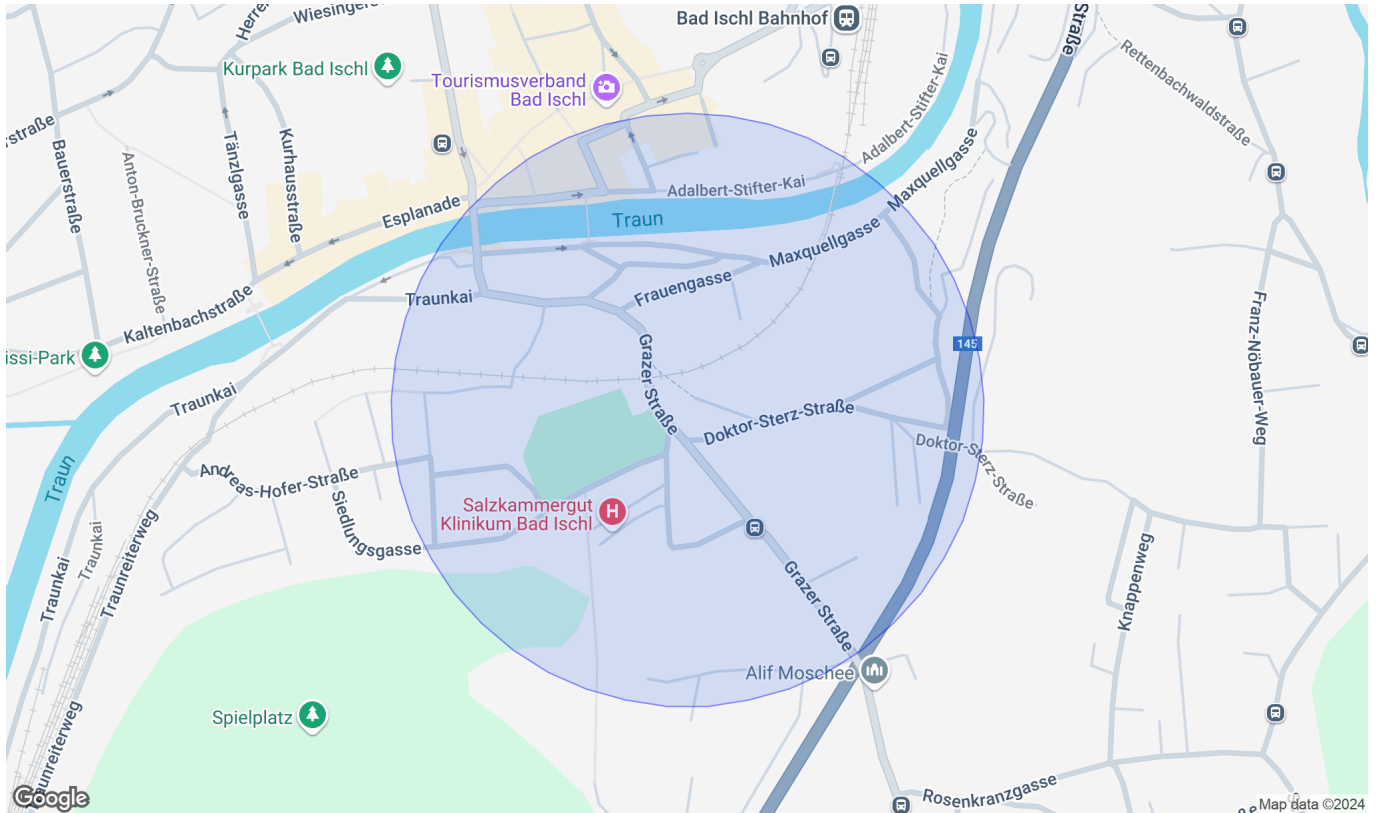 Bad Ischl Bahnhof
Straße
Wiesingers
Herre
Kurpark Bad Ischl
Tourismusverband
Bad Ischl
Rettenbachwaldstraße
Adalbert-Stifter-Kai
erstraße
Bauerstraße
Anton-Bruckner-Straße
Tänzlgasse
Kurhausstraße
Esplanade
Adalbert-Stifter-Kai
Maxquellgasse
Traun
Maxquellgasse
Frauengasse
Traunkai
Kaltenbachstraße
issi-Park
145
Franz-Nöbauer-Weg
Grazer Straße
Traunkai
Doktor-Sterz-Straße
Doktor-Sterz-Straße
Traun
Andreas-Hofer-Straße
Siedlungsgasse
Salzkammergut
Klinikum Bad Ischl
H
Traunkai
Traunkai
Traunreiterweg
Knappenweg
Grazer Straße
Alif Moschee
Spielplatz
Traunreiterweg
Rosenkranzgasse
Google
Map data ©2024